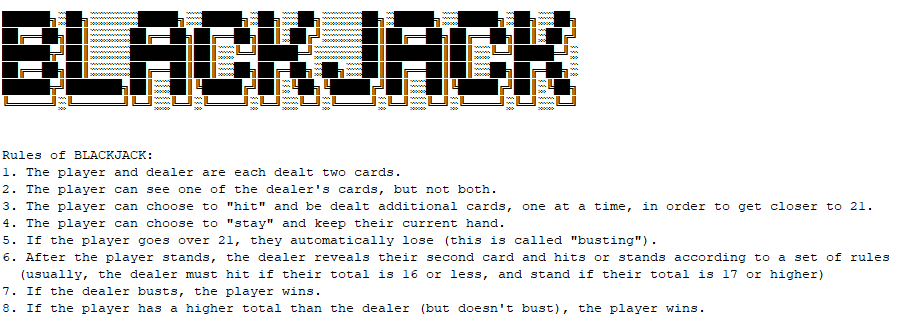 BLACKJACK
Rules of BLACKJACK:
1. The player and dealer are each dealt two cards.
2. The player can see one of the dealer's cards, but not both.
3. The player can choose to "hit" and be dealt additional cards, one at a time, in order to get closer to 21.
4. The player can choose to "stay" and keep their current hand.
5. If the player goes over 21, they automatically lose (this is called "busting").
6. After the player stands, the dealer reveals their second card and hits or stands according to a set of rules
(usually, the dealer must hit if their total is 16 or less, and stand if their total is 17 or higher)
7. If the dealer busts, the player wins.
8. If the player has a higher total than the dealer (but doesn't bust), the player wins.